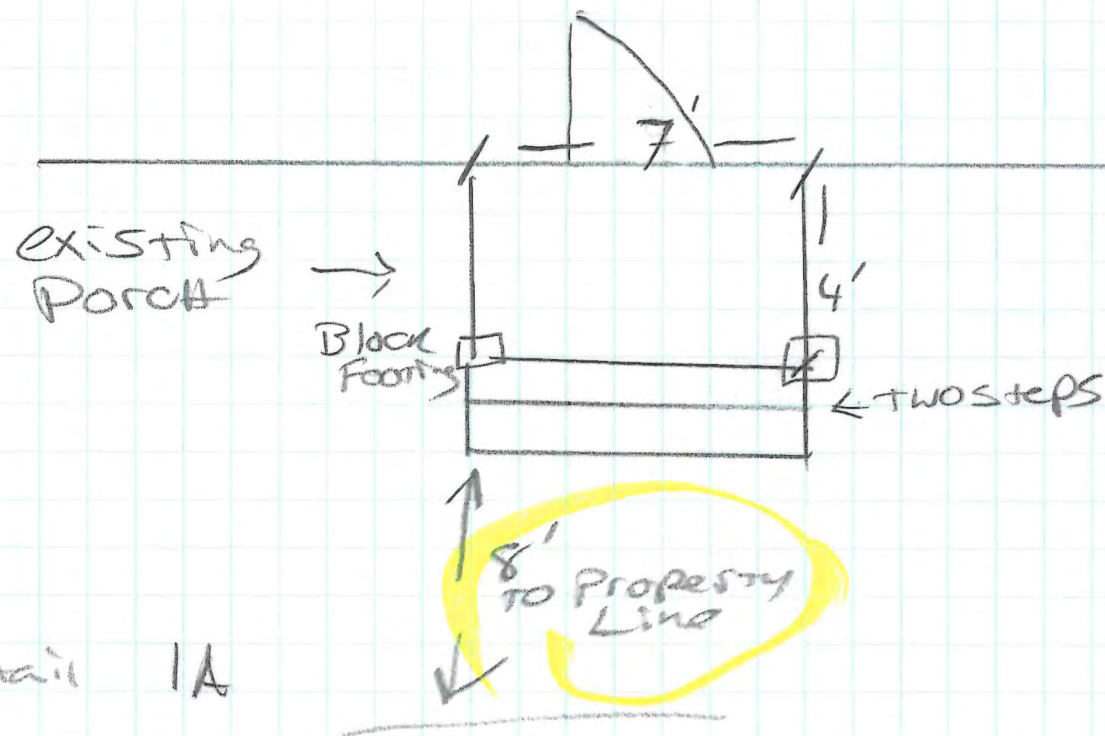 7'
existing
Porch
4'
Block
Footing
← two steps
8'
TO Property
Line
1A